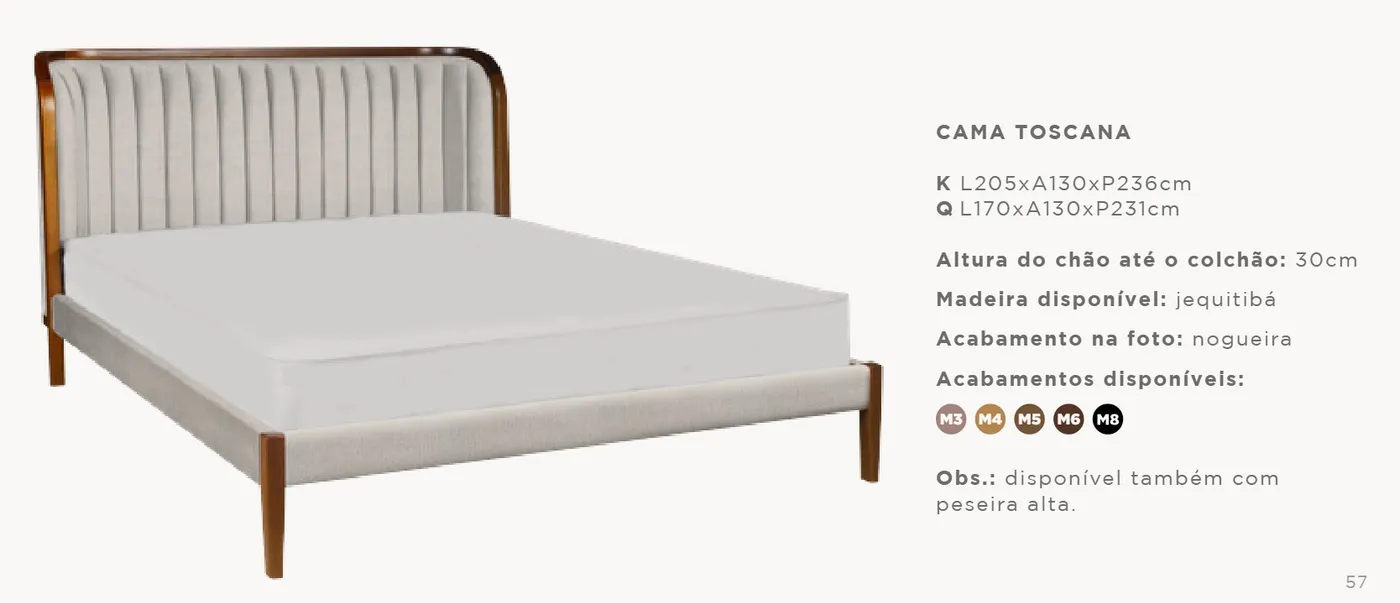 CAMA TOSCANA
K L205xA130xP236cm
Q L170xA130xP231cm
Altura do chão até o colchão: 30cm
Madeira disponível: jequitibá
Acabamento na foto: nogueira
Acabamentos disponíveis:
M3 M4 M5 M6 M8
Obs.: disponível também com
peseira alta.
57